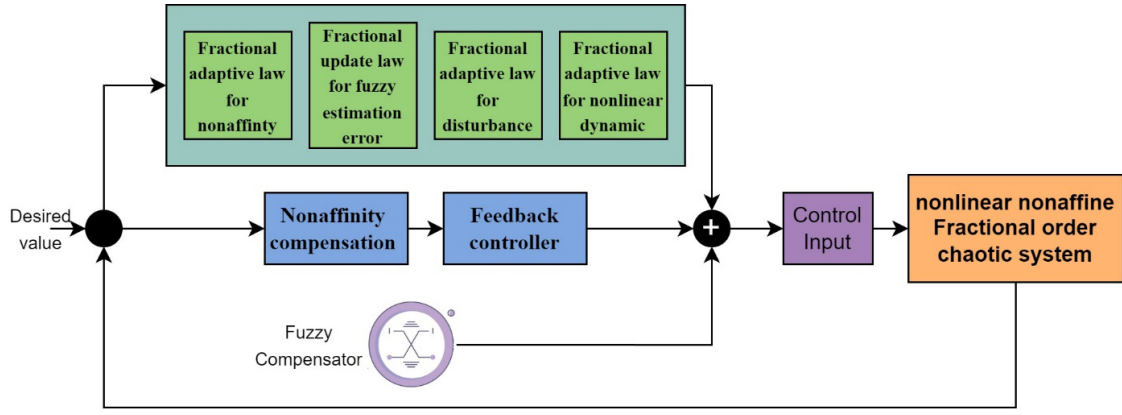 Fractional
adaptive law
for
nonaffinty
Fractional
update law
for fuzzy
estimation
error
Fractional
adaptive law
for
disturbance
Fractional
adaptive law
for nonlinear
dynamic
Desired
value
Nonaffinity
compensation
Feedback
controller
+
Control
Input
nonlinear nonaffine
Fractional order
chaotic system
Fuzzy
Compensator